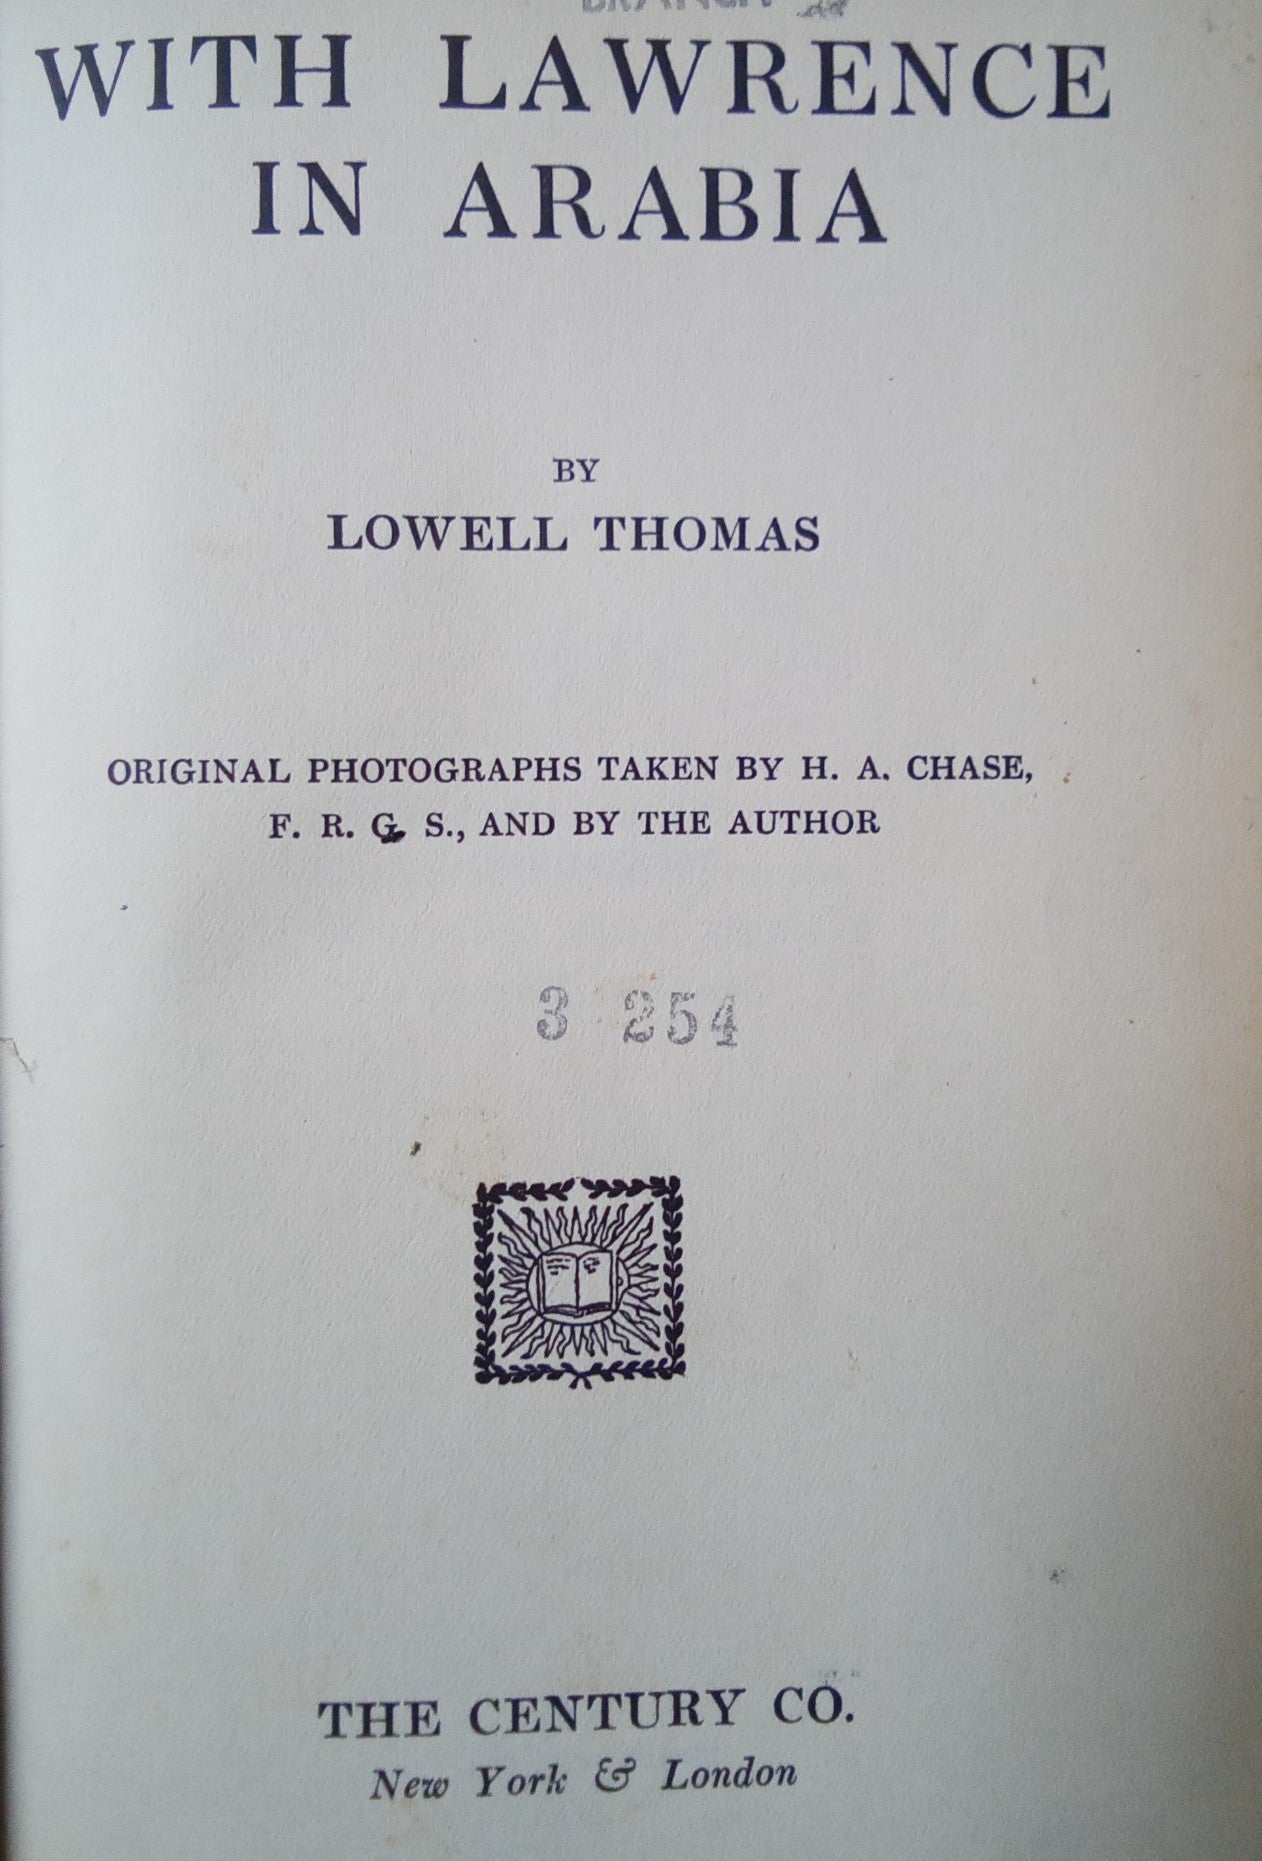 WITH LAWRENCE
IN ARABIA
BY
LOWELL THOMAS
ORIGINAL PHOTOGRAPHS TAKEN BY H. A. CHASE,
F. R. G. S., AND BY THE AUTHOR
3 254
THE CENTURY CO.
New York & London